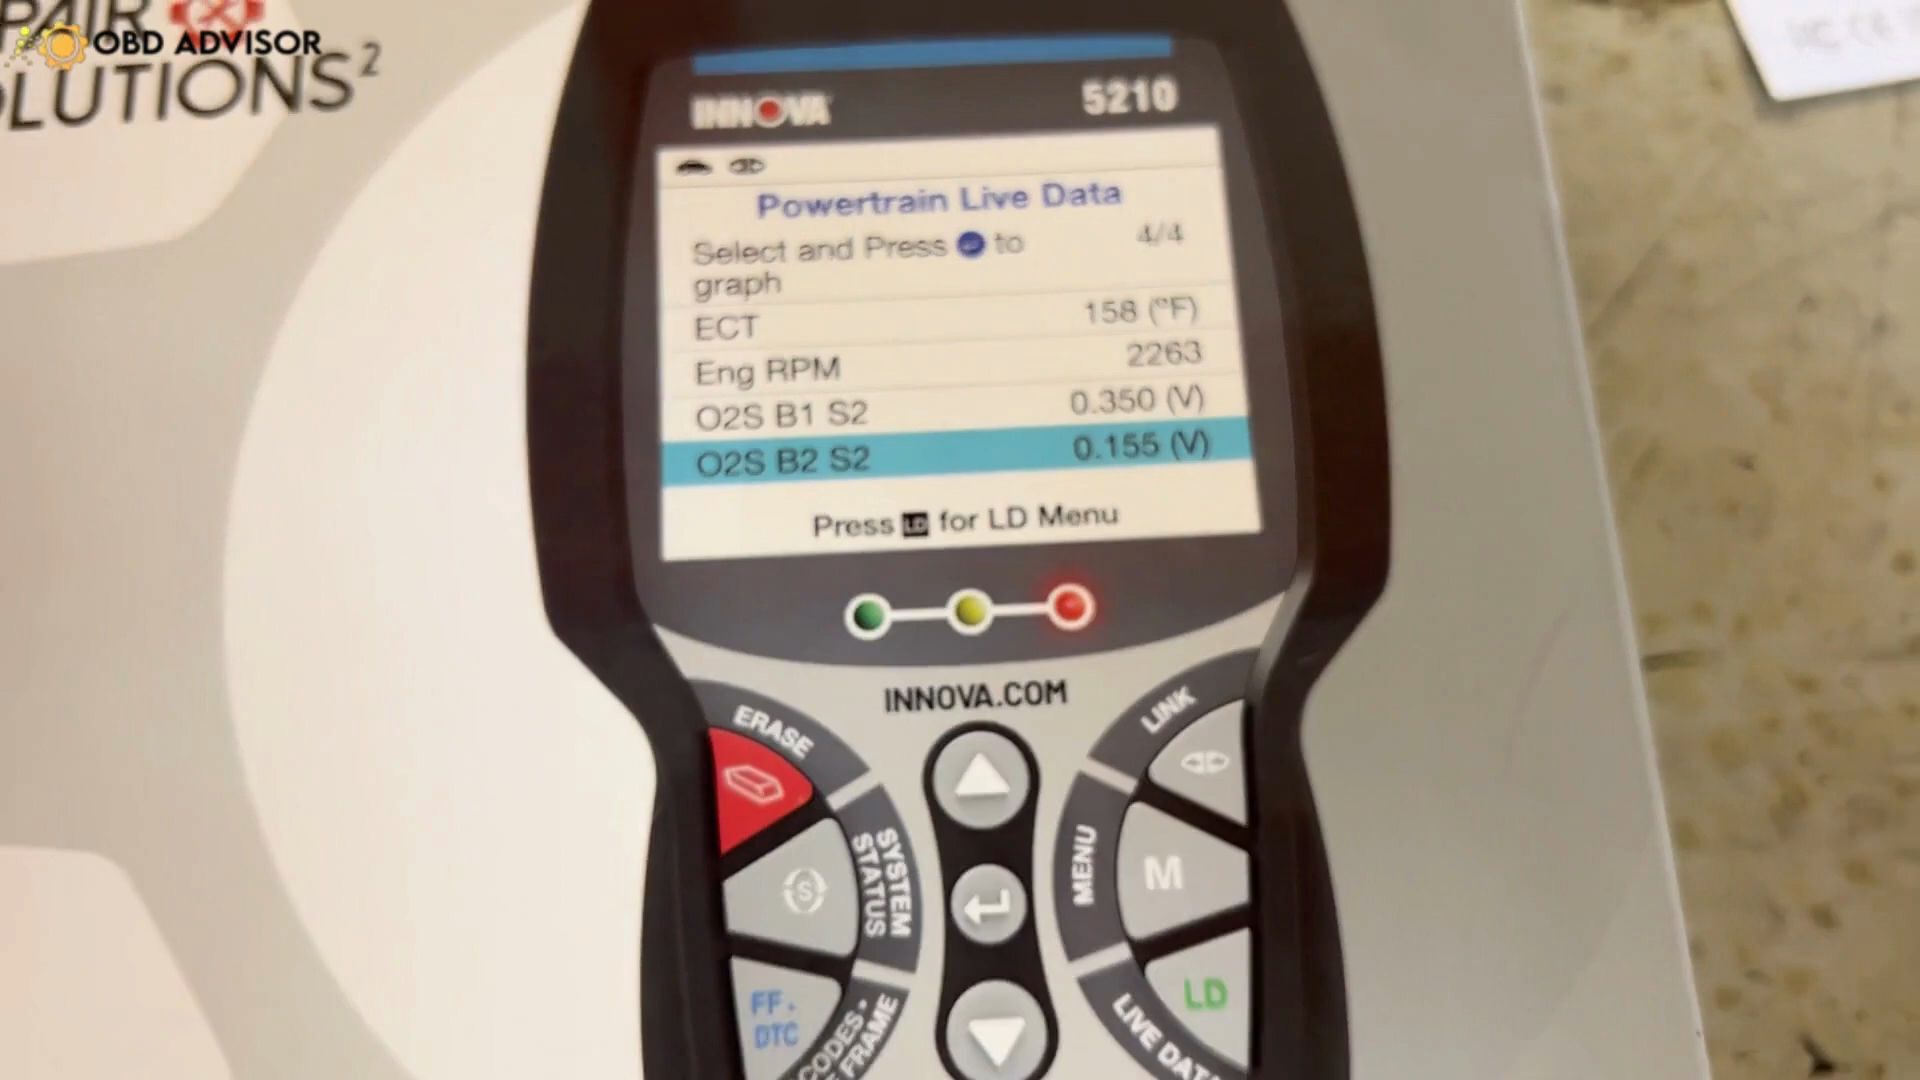 PAIR
OBD ADVISOR
OLUTIONS²
INNOVA
5210
Powertrain Live Data
Select and Press to
graph
4/4
ECT 158 (°F)
Eng RPM 2263
O2S B1 S2 0.350 (V)
O2S B2 S2 0.155 (V)
Press LD for LD Menu
INNOVA.COM
ERASE
LINK
SYSTEM
STATUS
S
MENU
M
FF.
DTC
CODES •
FRAME
LIVE DATA
LD